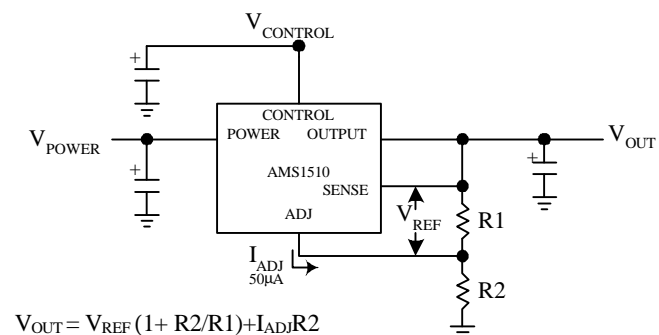 VCONTROL
+
CONTROL
VPOWER
POWER
OUTPUT
VOUT
+
+
AMS1510
SENSE
ADJ
VREF
R1
IADJ
50µA
R2
VOUT = VREF (1+ R2/R1)+IADJR2